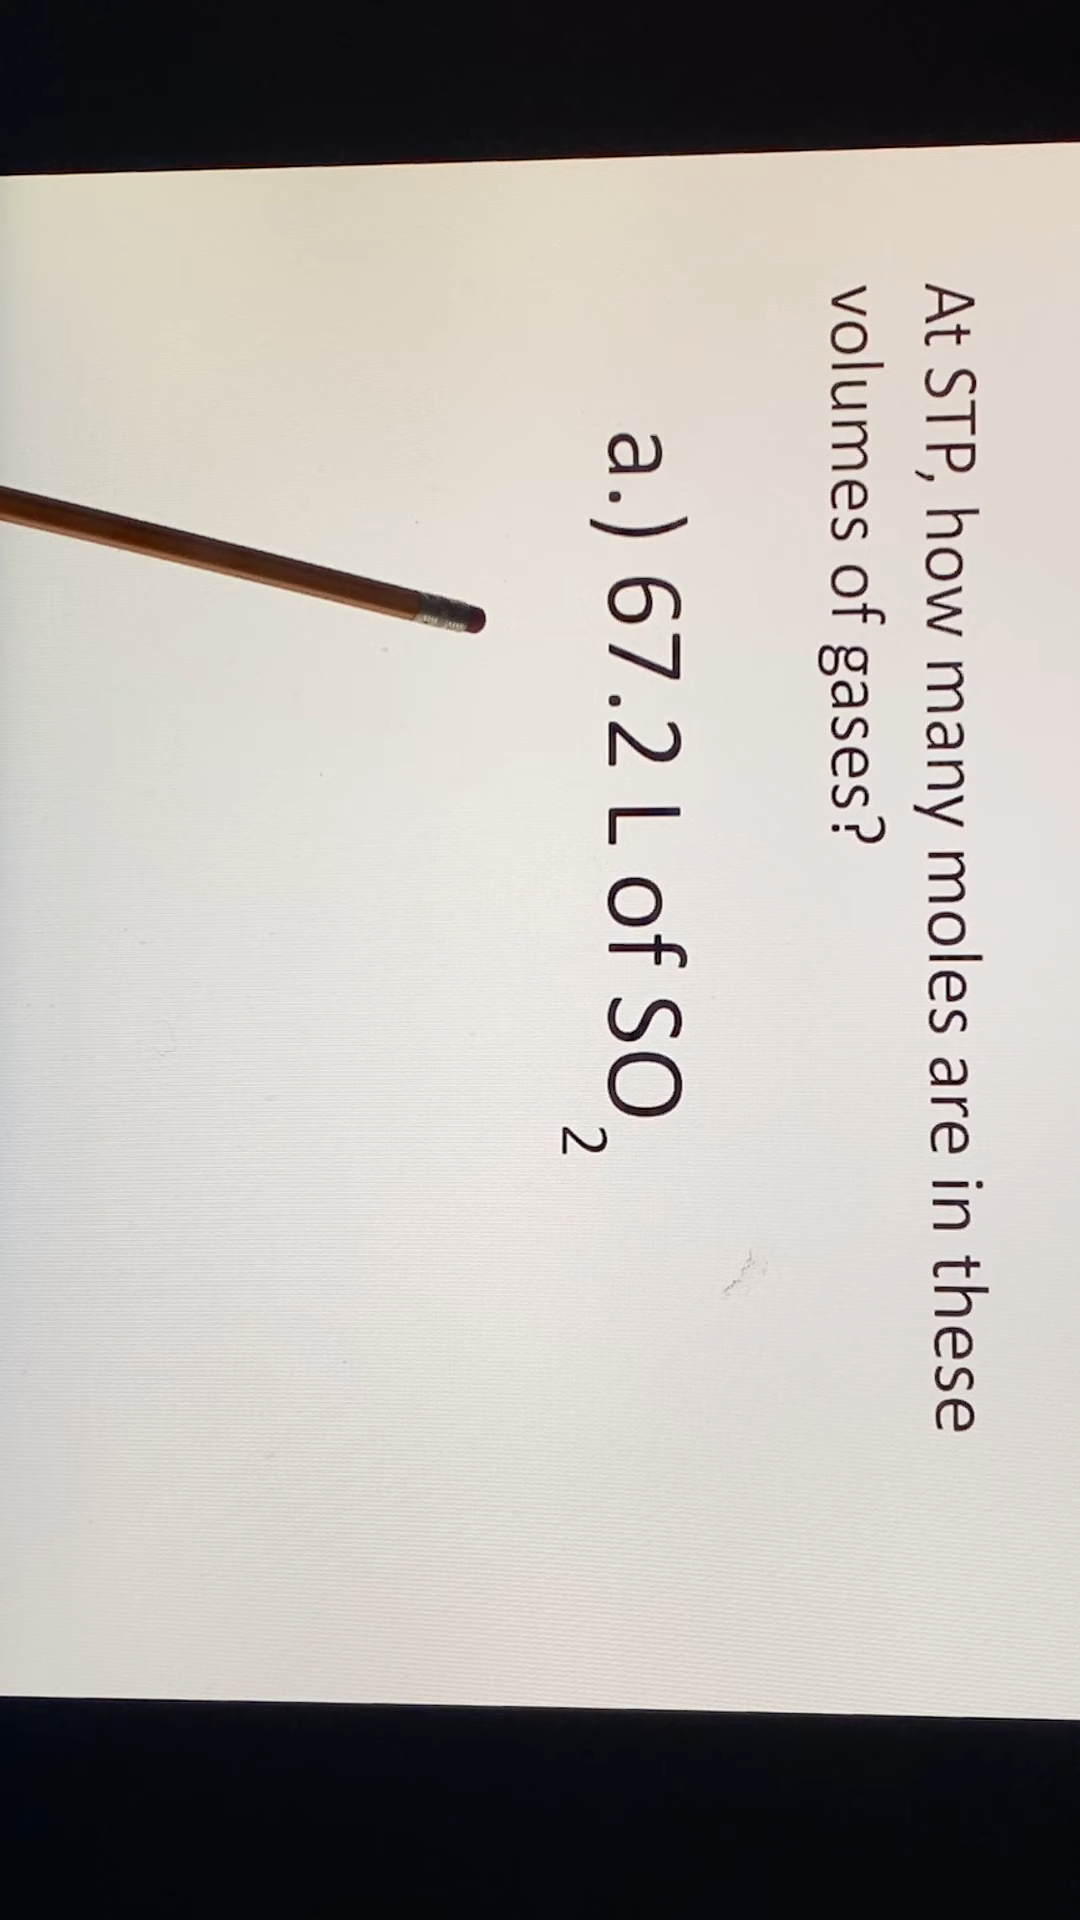 At STP, how many moles are in these
volumes of gases?
a.) 67.2 L of SO₂